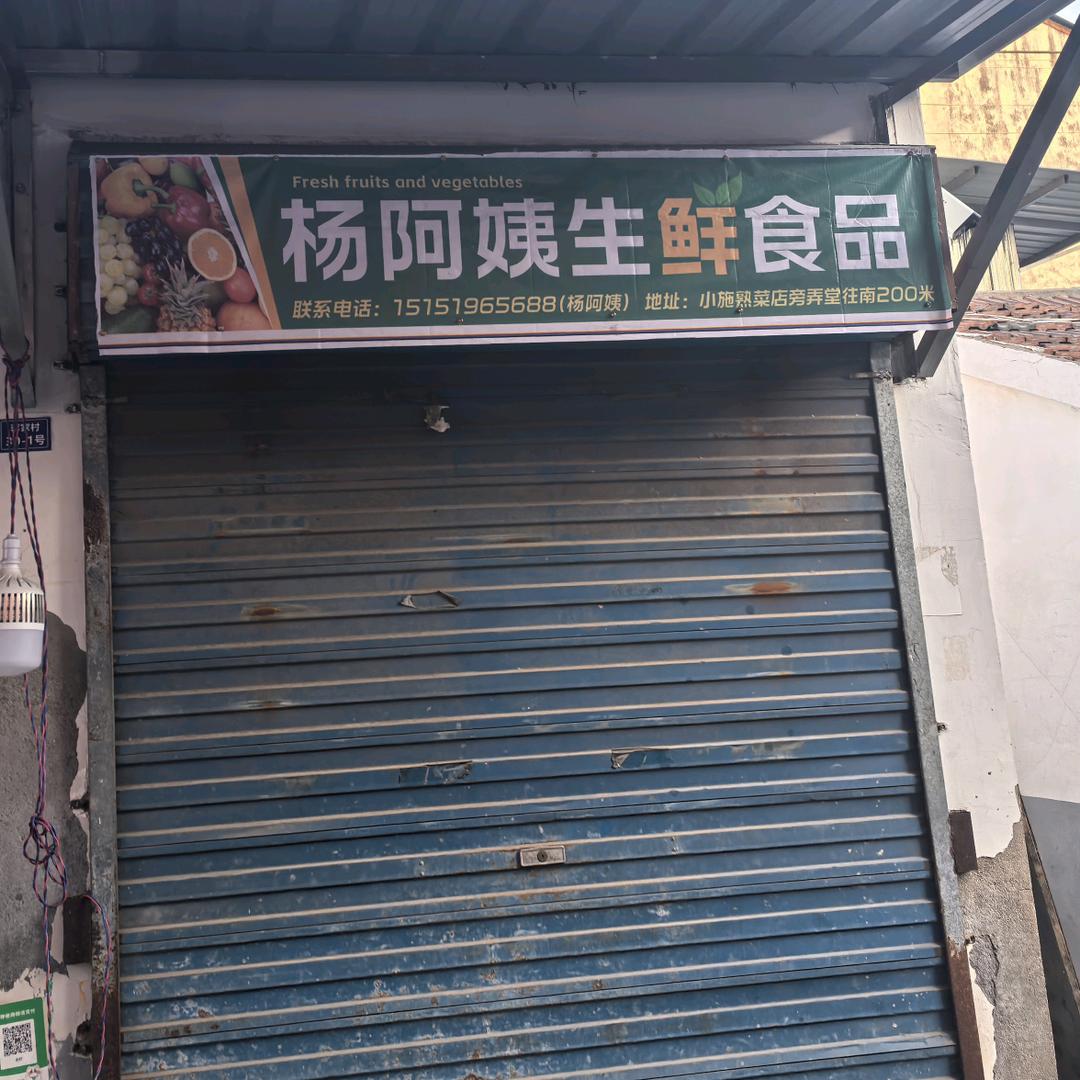 Fresh fruits and vegetables
杨阿姨生鲜食品
联系电话：15151965688(杨阿姨) 地址：小施熟菜店旁弄堂往南200米